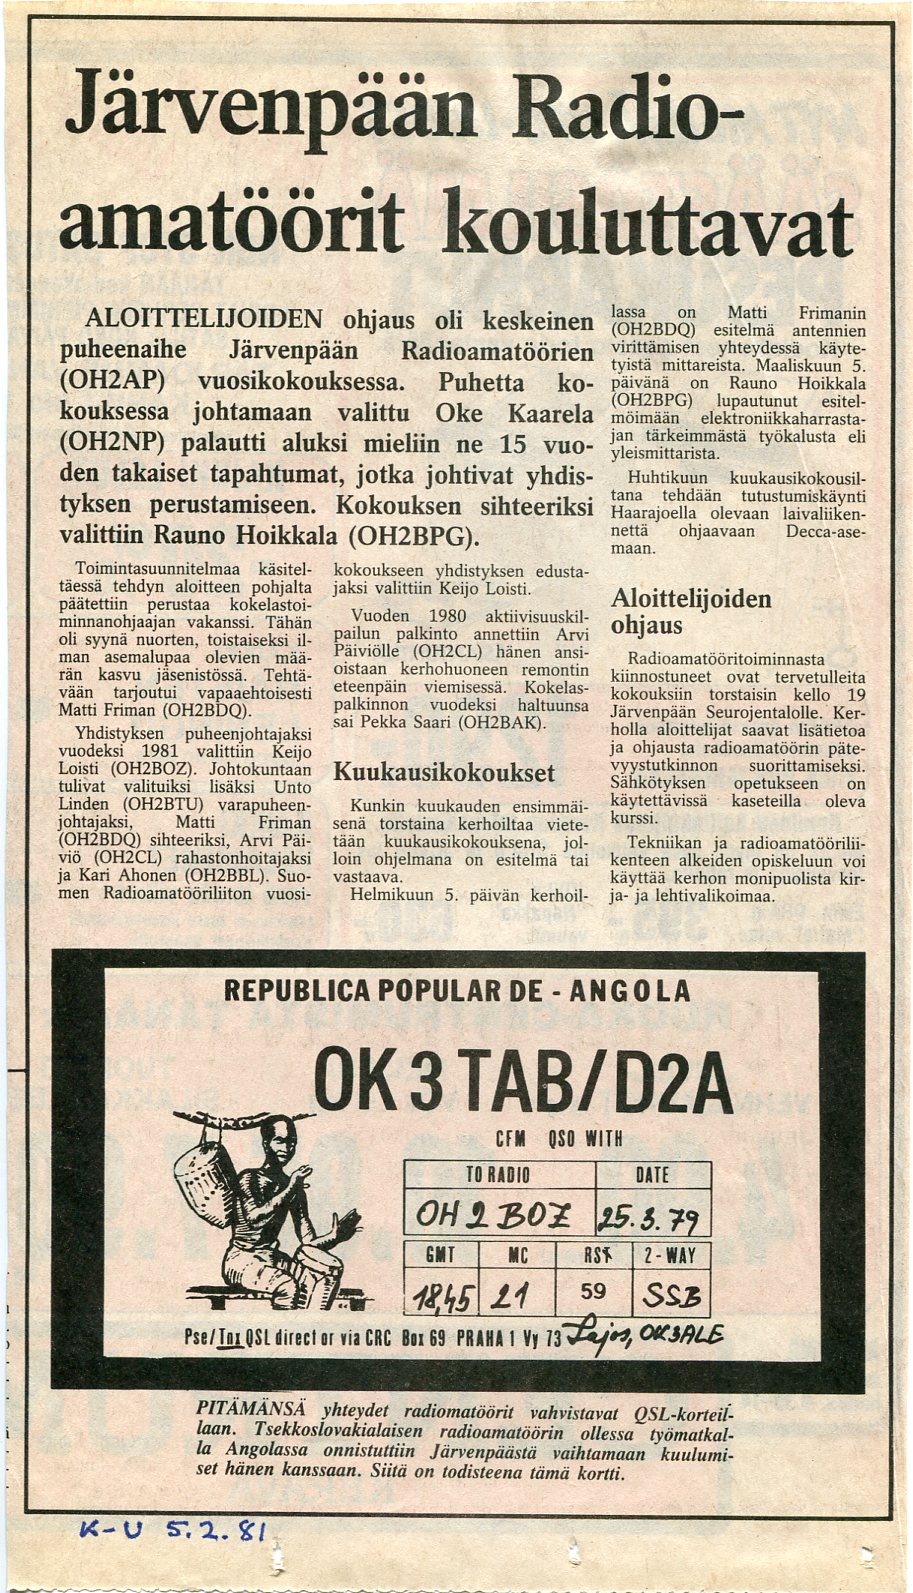 Järvenpään Radio-
amatöörit kouluttavat
ALOITTELIJOIDEN ohjaus oli keskeinen
puheenaihe Järvenpään Radioamatöörien
(OH2AP) vuosikokouksessa. Puhetta ko-
kouksessa johtamaan valittu Oke Kaarela
(OH2NP) palautti aluksi mieliin ne 15 vuo-
den takaiset tapahtumat, jotka johtivat yhdis-
tyksen perustamiseen. Kokouksen sihteeriksi
valittiin Rauno Hoikkala (OH2BPG).
Toimintasuunnitelmaa käsitel-
täessä tehdyn aloitteen pohjalta
päätettiin perustaa kokelastoi-
minnanohjaajan vakanssi. Tähän
oli syynä nuorten, toistaiseksi il-
man asemalupaa olevien mää-
rän kasvu jäsenistössä. Tehtä-
vään tarjoutui vapaaehtoisesti
Matti Friman (OH2BDQ).
Yhdistyksen puheenjohtajaksi
vuodeksi 1981 valittiin Keijo
Loisti (OH2BOZ). Johtokuntaan
tulivat valituiksi lisäksi Unto
Linden (OH2BTU) varapuheen-
johtajaksi, Matti Friman
(OH2BDQ) sihteeriksi, Arvi Päi-
viö (OH2CL) rahastonhoitajaksi
ja Kari Ahonen (OH2BBL). Suo-
men Radioamatööriliiton vuosi-
kokoukseen yhdistyksen edusta-
jaksi valittiin Keijo Loisti.
Vuoden 1980 aktiivisuuskil-
pailun palkinto annettiin Arvi
Päiviölle (OH2CL) hänen ansi-
oistaan kerhohuoneen remontin
eteenpäin viemisessä. Kokelas-
palkinnon vuodeksi haltuunsa
sai Pekka Saari (OH2BAK).
Kuukausikokoukset
Kunkin kuukauden ensimmäi-
senä torstaina kerhoiltaa viete-
tään kuukausikokouksena, jol-
loin ohjelmana on esitelmä tai
vastaava.
Helmikuun 5. päivän kerhoil-
lassa on Matti Frimanin
(OH2BDQ) esitelmä antennien
virittämisen yhteydessä käyte-
tyistä mittareista. Maaliskuun 5.
päivänä on Rauno Hoikkala
(OH2BPG) lupautunut esitel-
möimään elektroniikkaharrasta-
jan tärkeimmästä työkalusta eli
yleismittarista.
Huhtikuun kuukausikokousil-
tana tehdään tutustumiskäynti
Haarajoella olevaan laivaliiken-
nettä ohjaavaan Decca-ase-
maan.
Aloittelijoiden
ohjaus
Radioamatööritoiminnasta
kiinnostuneet ovat tervetulleita
kokouksiin torstaisin kello 19
Järvenpään Seurojentalolle. Ker-
holla aloittelijat saavat lisätietoa
ja ohjausta radioamatöörin päte-
vyystutkinnon suorittamiseksi.
Sähkötyksen opetukseen on
käytettävissä kaseteilla oleva
kurssi.
Tekniikan ja radioamatöörilii-
kenteen alkeiden opiskeluun voi
käyttää kerhon monipuolista kir-
ja- ja lehtivalikoimaa.
REPUBLICA POPULAR DE - ANGOLA
OK3TAB/D2A
CFM QSO WITH
TO RADIO DATE
OH2BOZ 25.3.79
GMT MC RST 2-WAY
18,45 21 59 SSB
Pse/Tnx QSL direct or via CRC Box 69 PRAHA 1 Vy 73 Lajos, OK3ALE
PITÄMÄNSÄ yhteydet radiomatöörit vahvistavat QSL-korteil-
laan. Tsekkoslovakialaisen radioamatöörin ollessa työmatkal-
la Angolassa onnistuttiin Järvenpäästä vaihtamaan kuulumi-
set hänen kanssaan. Siitä on todisteena tämä kortti.
K-U 5.2.81